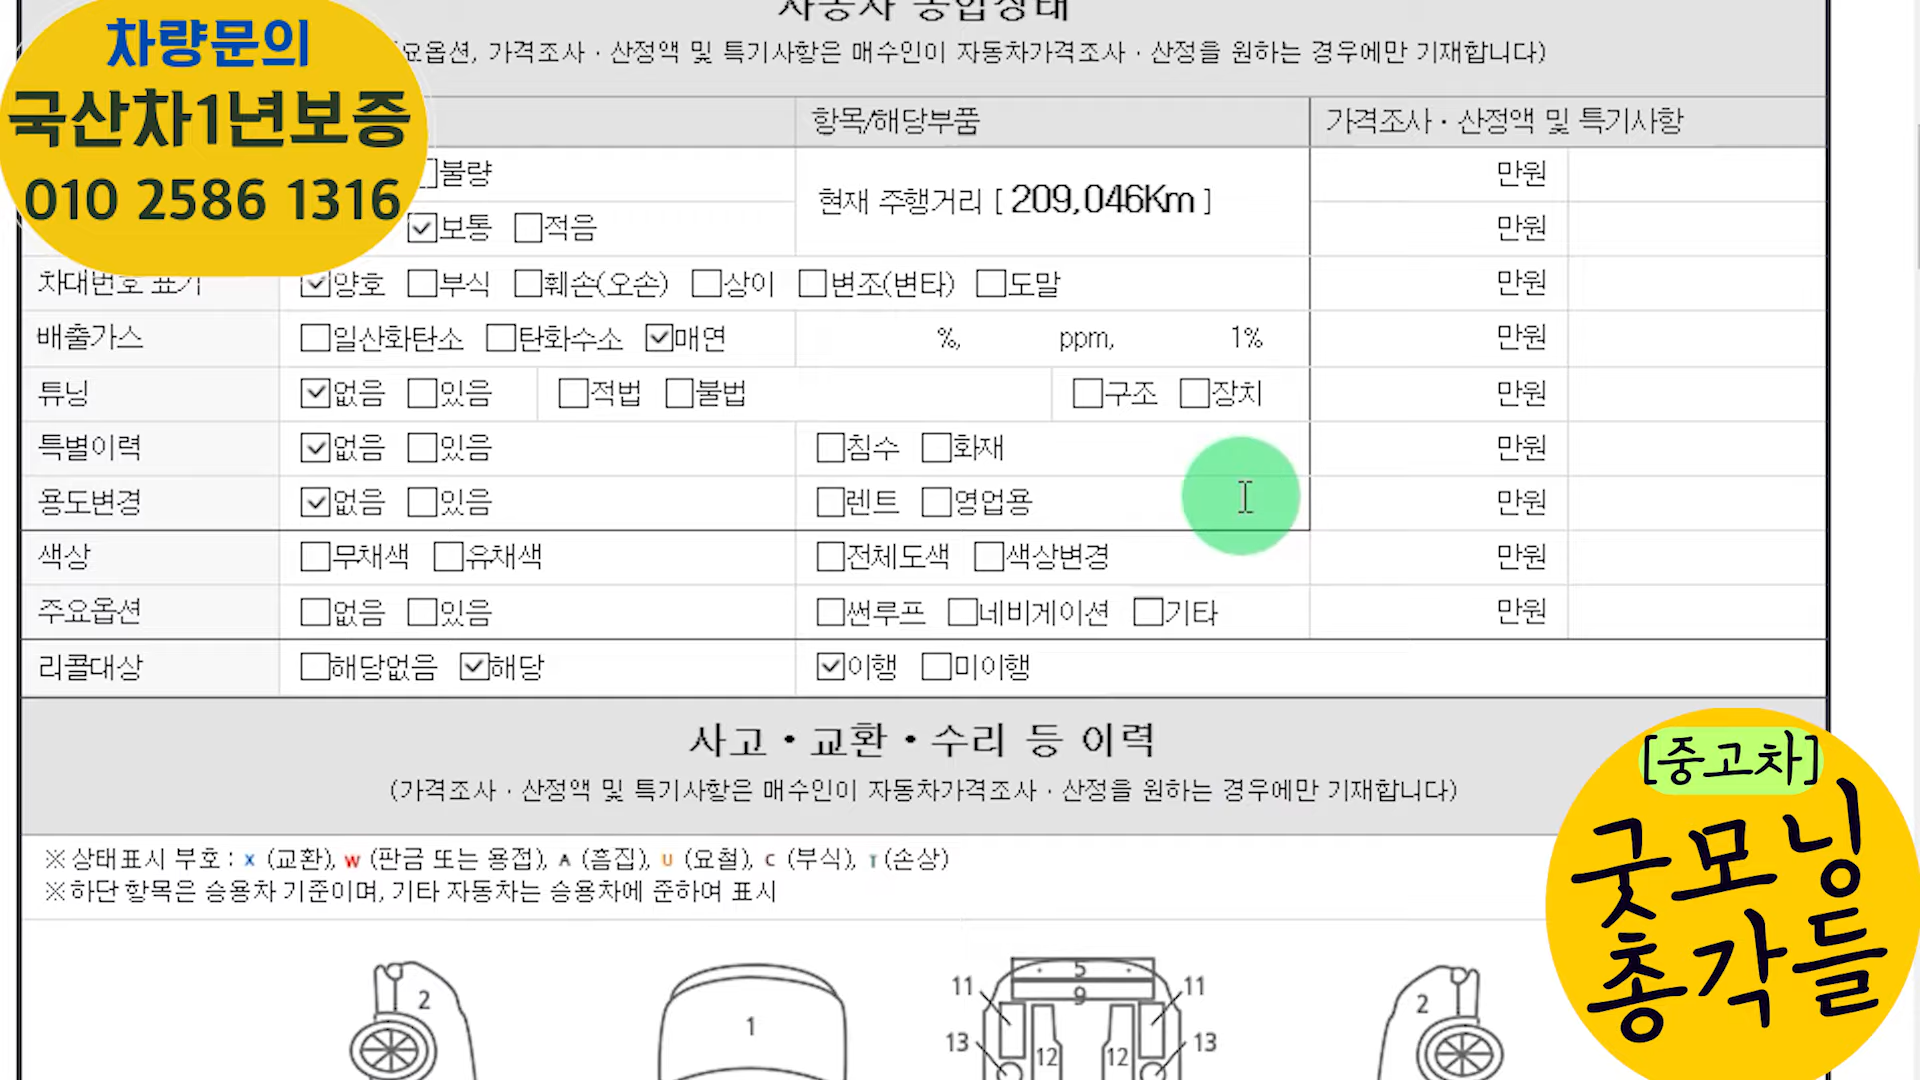 자동차 종합상태
요옵션, 가격조사 · 산정액 및 특기사항은 매수인이 자동차가격조사 · 산정을 원하는 경우에만 기재합니다)
차량문의
국산차1년보증
010 2586 1316
항목/해당부품 가격조사 · 산정액 및 특기사항
불량 현재 주행거리 [ 209,046Km ] 만원
보통 적음 만원
차대번호 표기 양호 부식 훼손(오손) 상이 변조(변타) 도말 만원
배출가스 일산화탄소 탄화수소 매연 %, ppm, 1% 만원
튜닝 없음 있음 적법 불법 구조 장치 만원
특별이력 없음 있음 침수 화재 만원
용도변경 없음 있음 렌트 영업용 만원
색상 무채색 유채색 전체도색 색상변경 만원
주요옵션 없음 있음 썬루프 네비게이션 기타 만원
리콜대상 해당없음 해당 이행 미이행
사고 · 교환 · 수리 등 이력
(가격조사 · 산정액 및 특기사항은 매수인이 자동차가격조사 · 산정을 원하는 경우에만 기재합니다)
※ 상태표시 부호 : X (교환), W (판금 또는 용접), A (흠집), U (요철), C (부식), T (손상)
※ 하단 항목은 승용차 기준이며, 기타 자동차는 승용차에 준하여 표시
2 1 5 9 11 11 13 12 12 13 2
[중고차]
굿모닝
총각들